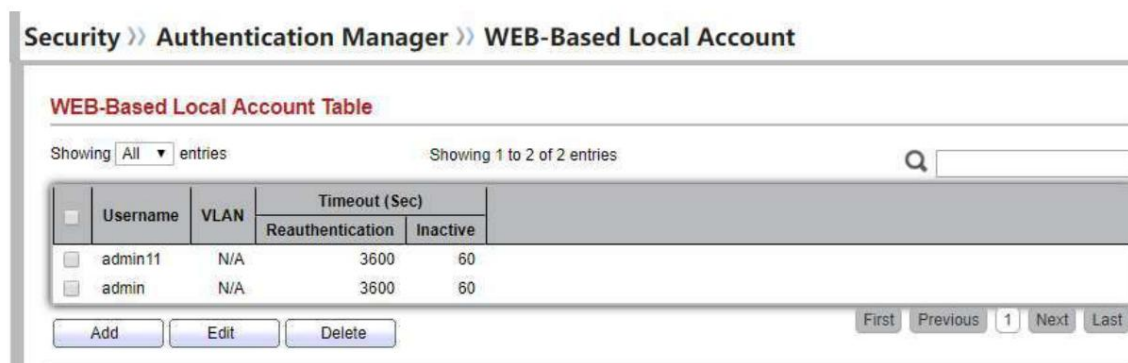 Security » Authentication Manager » WEB-Based Local Account
WEB-Based Local Account Table
Showing All entries Showing 1 to 2 of 2 entries
Username VLAN Timeout (Sec)
Reauthentication Inactive
admin11 N/A 3600 60
admin N/A 3600 60
Add Edit Delete First Previous 1 Next Last